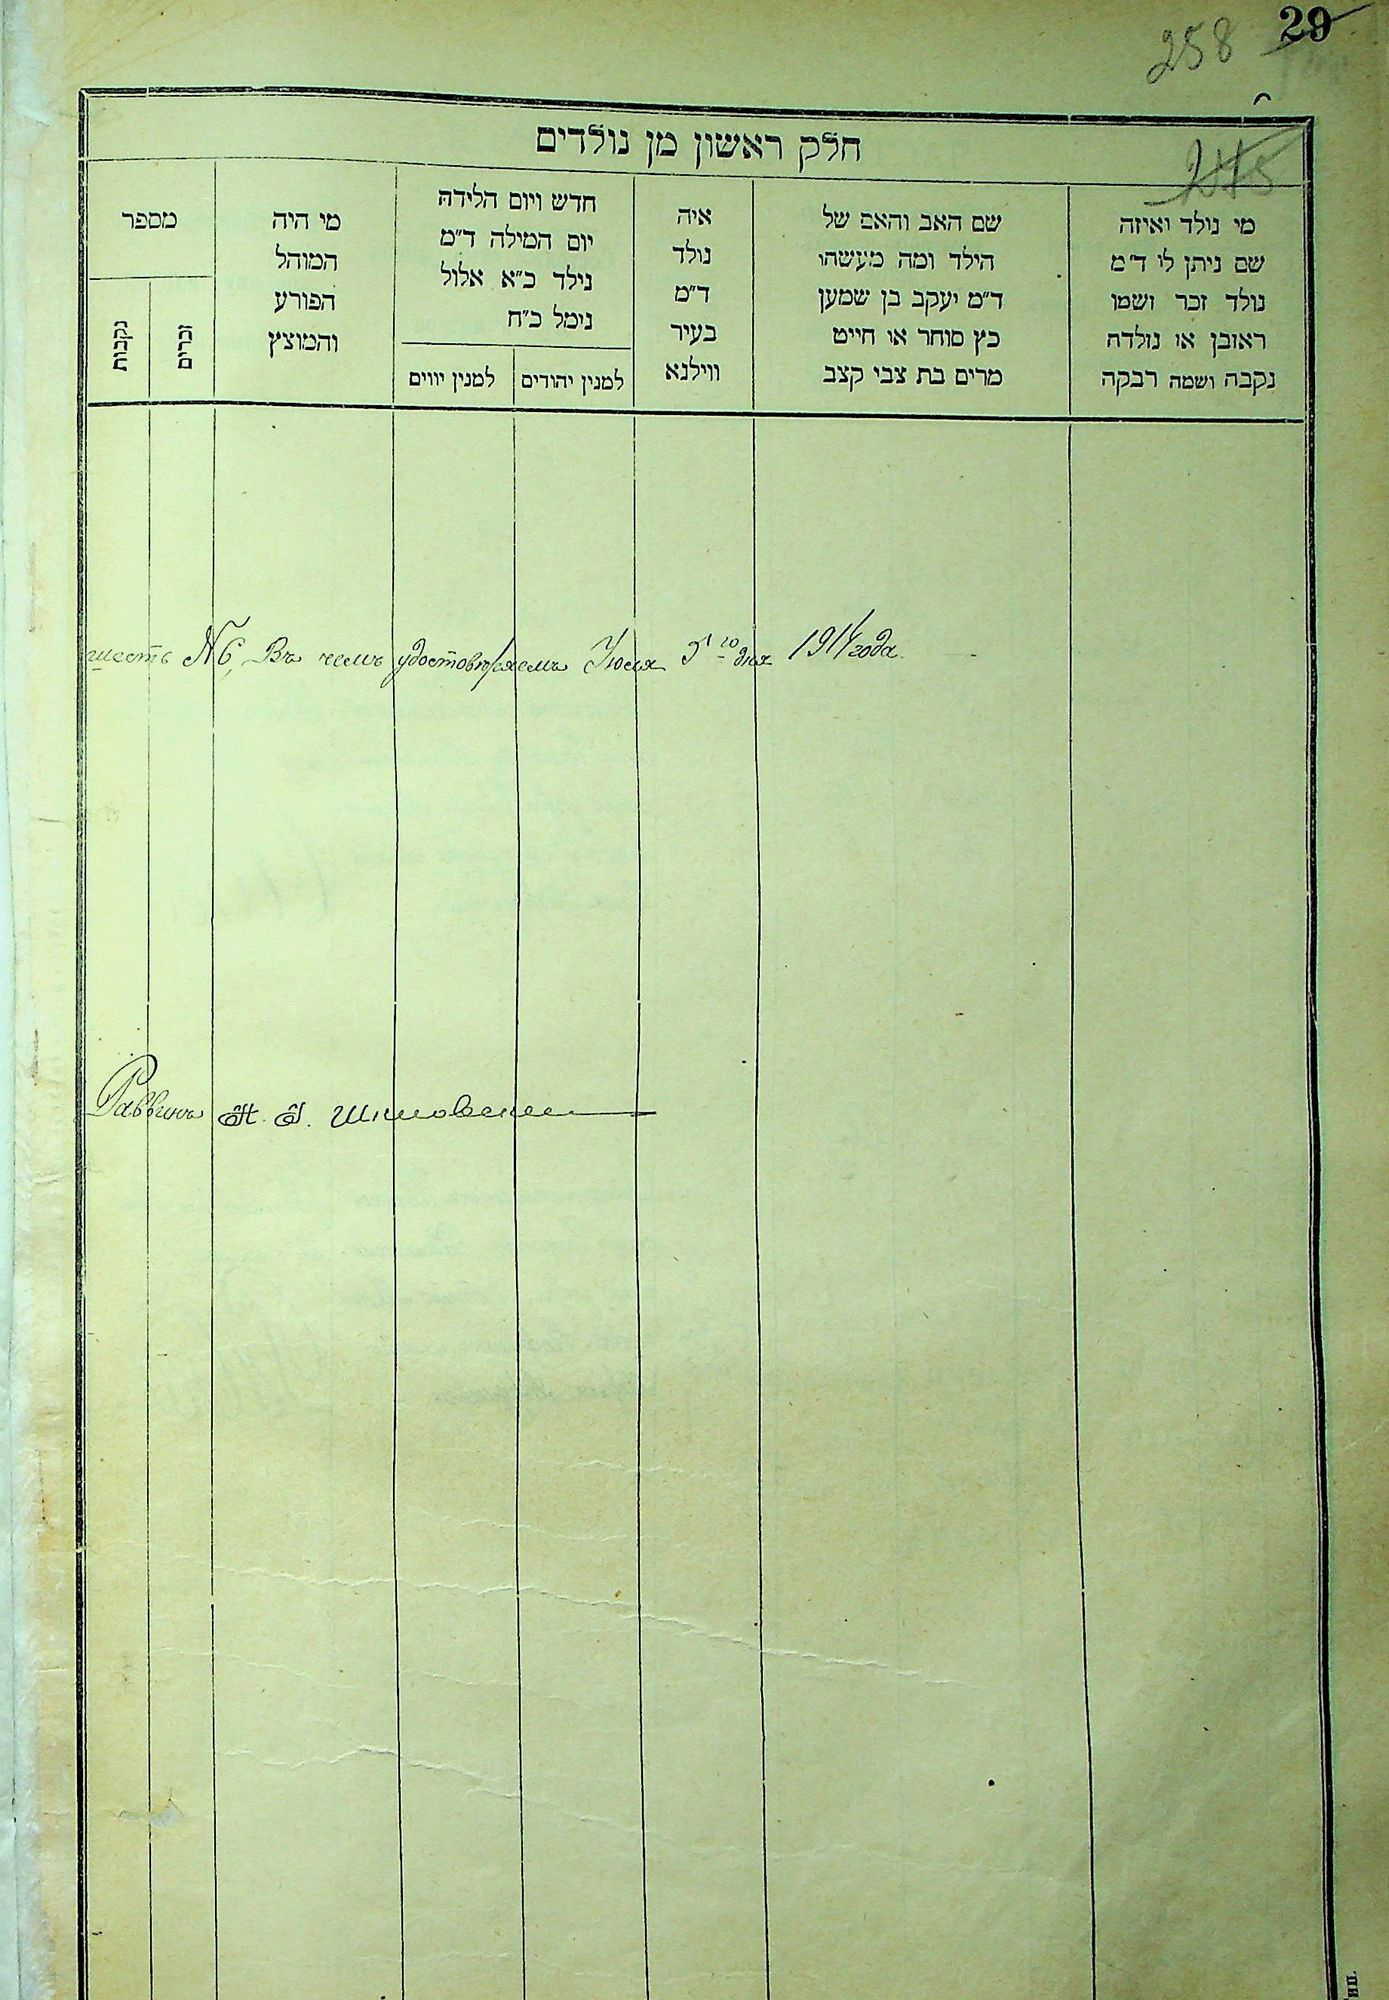 29
258
245
חלק ראשון מן נולדים
מי נולד ואיזה
שם ניתן לו ד״מ
נולד זכר ושמו
ראובן או נולדה
נקבה ושמה רבקה
שם האב והאם של
הילד ומה מעשהו
ד״מ יעקב בן שמען
כץ סוחר או חייט
מרים בת צבי קצב
איה
נולד
ד״מ
בעיר
ווילנא
חדש ויום הלידה
יום המילה ד״מ
נילד כ״א אלול
נימל כ״ח
למנין יהודים
למנין יווים
מי היה
המוהל
הפורע
והמוצץ
מספר
זכרים
נקבות
шесть №6, Въ чемъ удостовѣряемъ Июля дня 1914 года.
Раввинъ